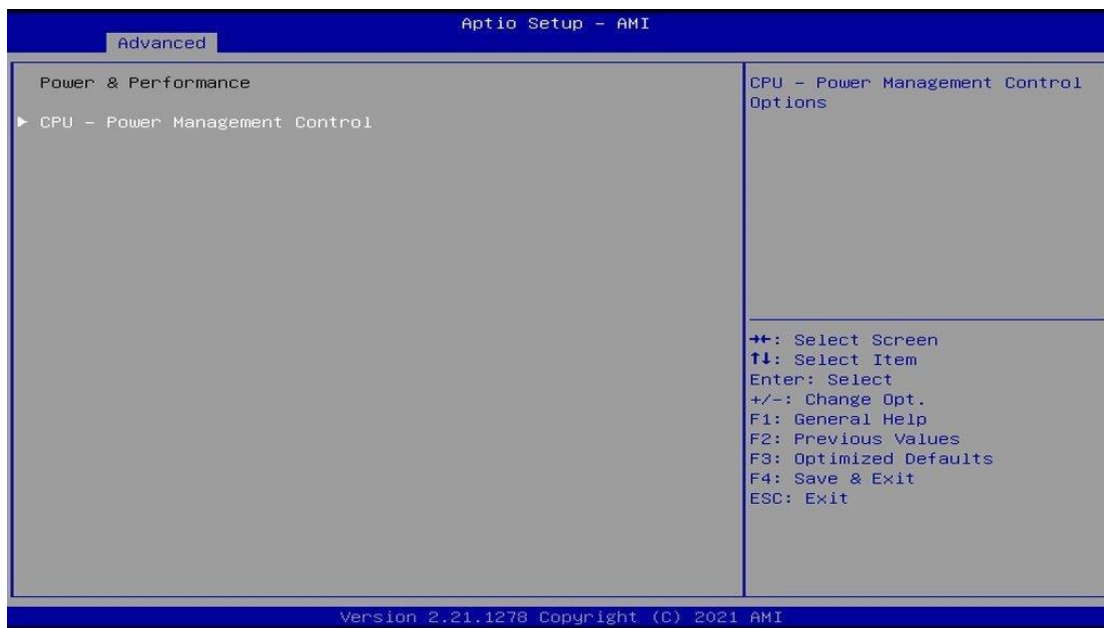 Aptio Setup – AMI
Advanced
Power & Performance
▶ CPU – Power Management Control
CPU – Power Management Control
Options
→←: Select Screen
↑↓: Select Item
Enter: Select
+/-: Change Opt.
F1: General Help
F2: Previous Values
F3: Optimized Defaults
F4: Save & Exit
ESC: Exit
Version 2.21.1278 Copyright (C) 2021 AMI